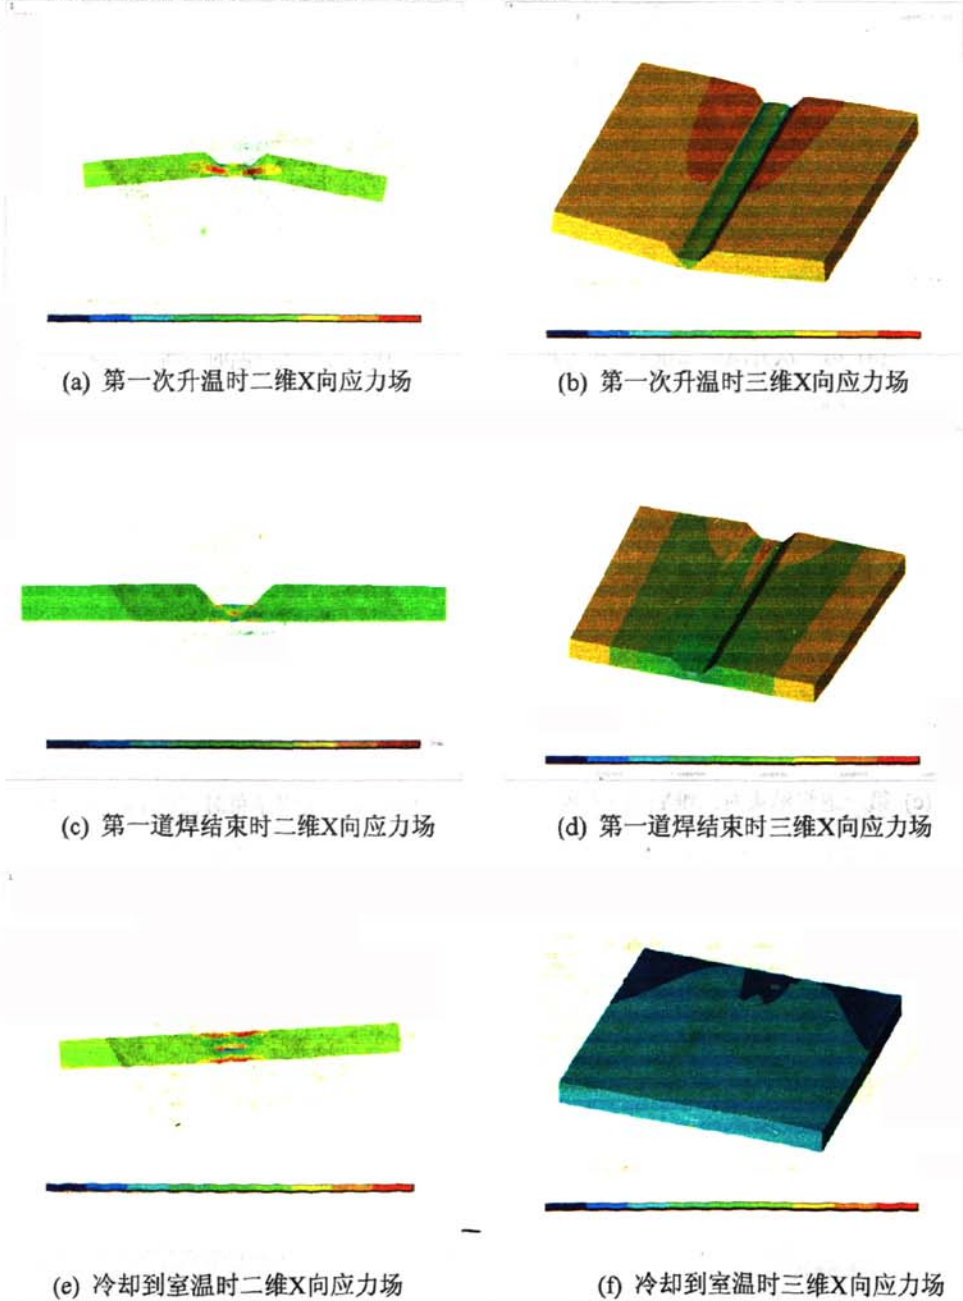 (a) 第一次升温时二维X向应力场
(b) 第一次升温时三维X向应力场
(c) 第一道焊结束时二维X向应力场
(d) 第一道焊结束时三维X向应力场
(e) 冷却到室温时二维X向应力场
(f) 冷却到室温时三维X向应力场